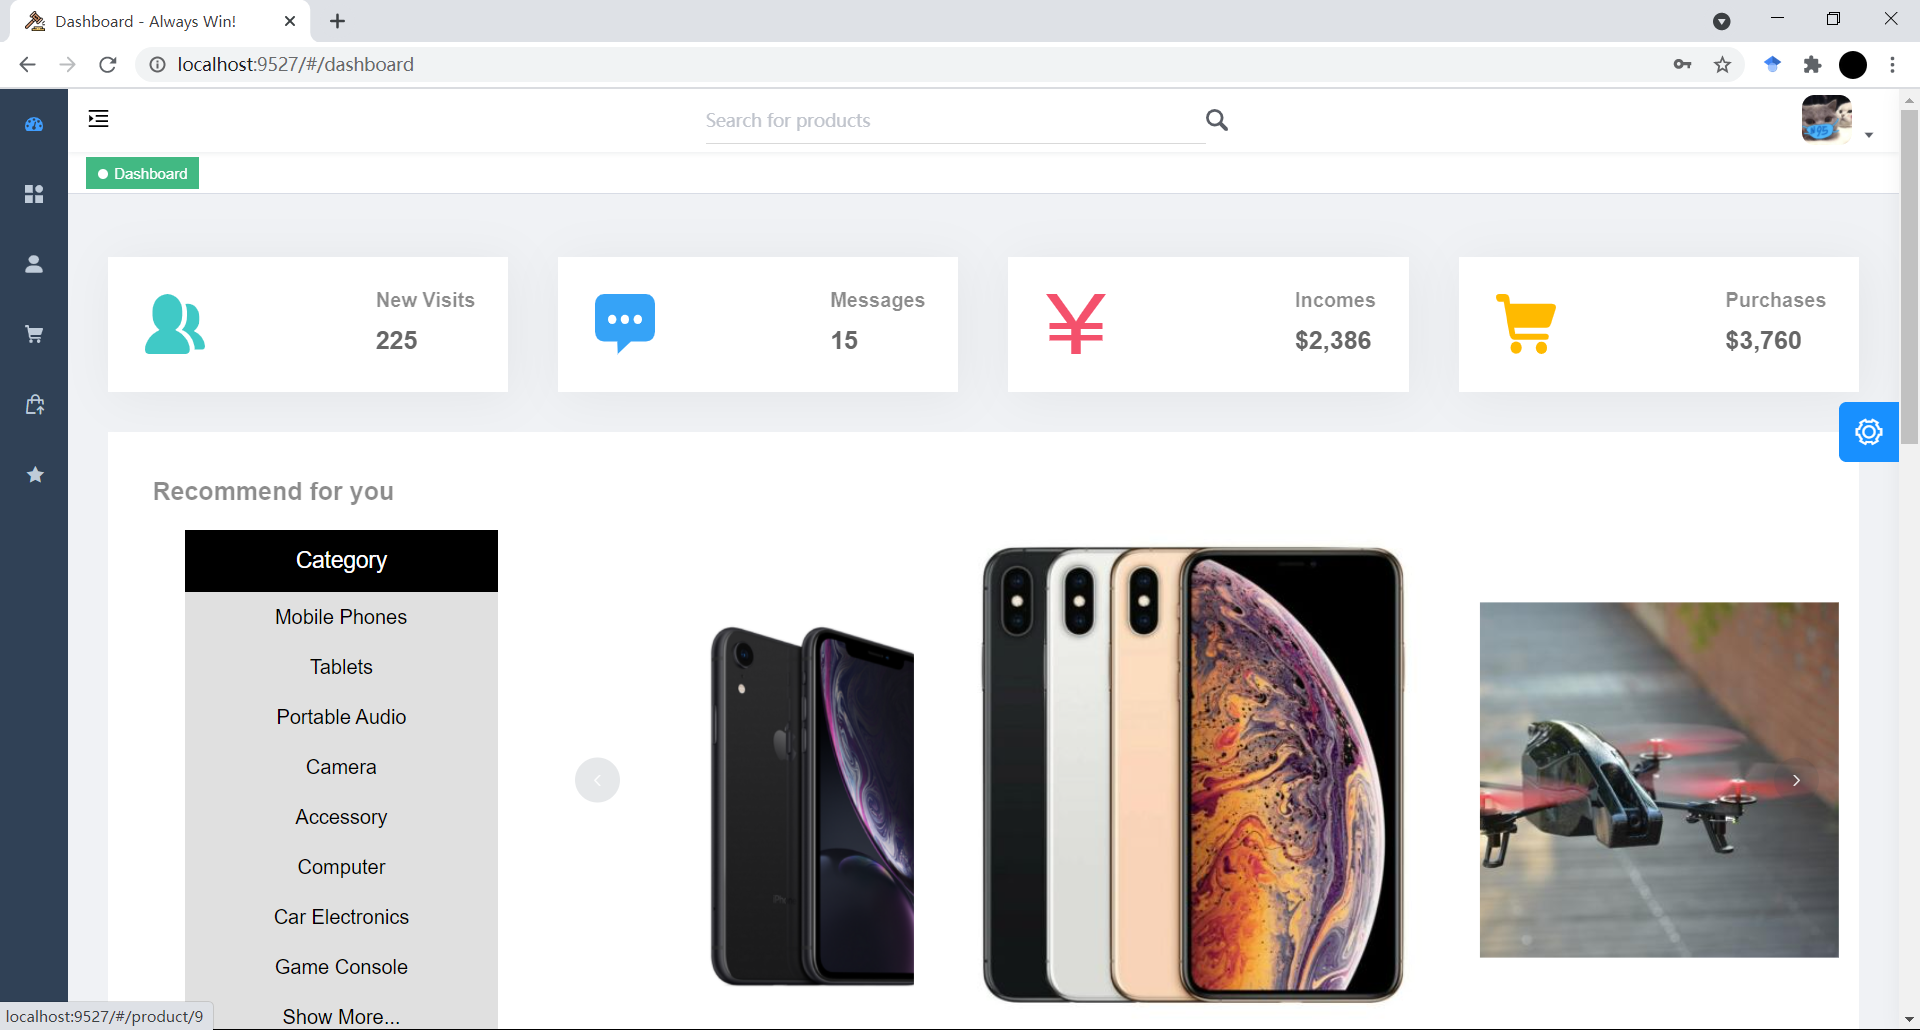 Dashboard - Always Win!
localhost:9527/#/dashboard
Search for products
Dashboard
New Visits
225
Messages
15
Incomes
$2,386
Purchases
$3,760
Recommend for you
Category
Mobile Phones
Tablets
Portable Audio
Camera
Accessory
Computer
Car Electronics
Game Console
Show More...
localhost:9527/#/product/9